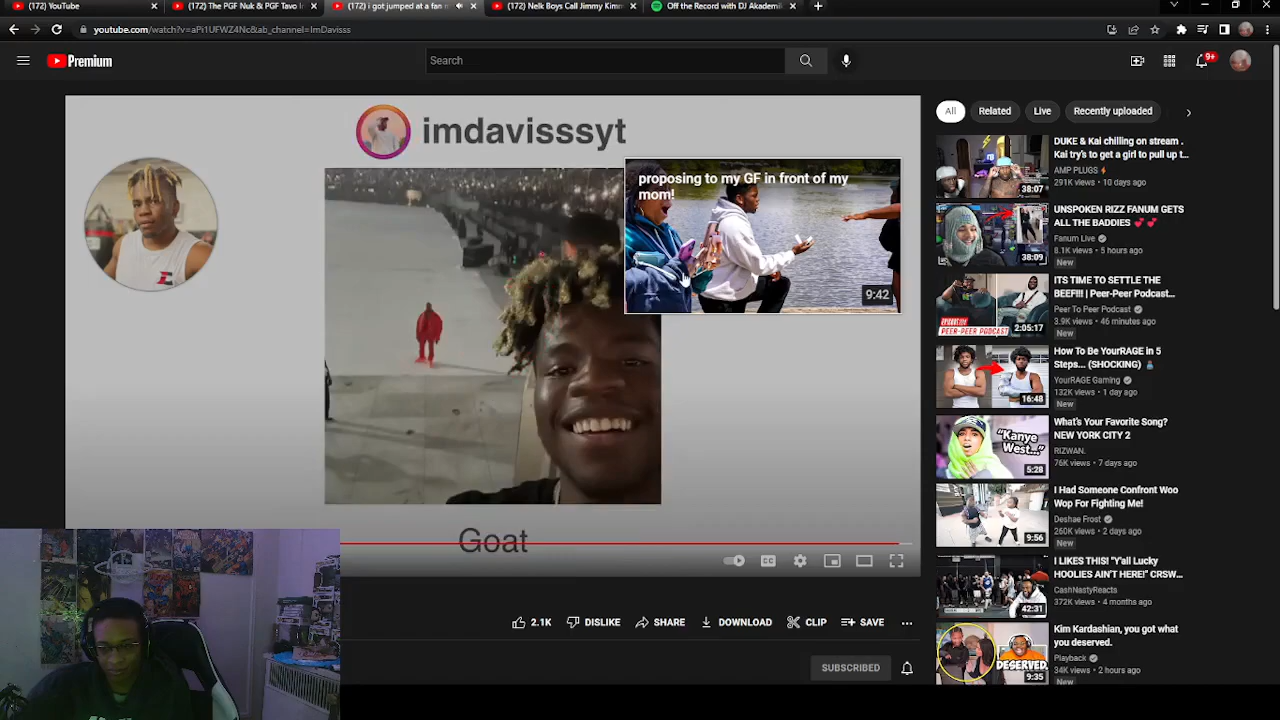 (172) YouTube
(172) The PGF Nuk & PGF Tavo I
(172) i got jumped at a fan m
(172) Nelk Boys Call Jimmy Kimm
Off the Record with DJ Akademik
youtube.com/watch?v=aPi1UFWZ4Nc&ab_channel=ImDavisss
Premium
Search
9+
imdavisssyt
proposing to my GF in front of my
mom!
9:42
Goat
CC
2.1K
DISLIKE
SHARE
DOWNLOAD
CLIP
SAVE
SUBSCRIBED
All
Related
Live
Recently uploaded
DUKE & Kai chilling on stream .
Kai try's to get a girl to pull up t...
AMP PLUGS
291K views • 10 days ago
38:07
UNSPOKEN RIZZ FANUM GETS
ALL THE BADDIES 💕 💕
Fanum Live
8.1K views • 5 hours ago
New
38:09
ITS TIME TO SETTLE THE
BEEF!!! | Peer-Peer Podcast...
Peer To Peer Podcast
3.9K views • 46 minutes ago
PEER-PEER PODCAST
2:05:17
How To Be YourRAGE in 5
Steps... (SHOCKING)
YourRAGE Gaming
132K views • 1 day ago
New
16:48
What's Your Favorite Song?
NEW YORK CITY 2
RIZWAN.
76K views • 7 days ago
"Kanye
West..."
5:28
I Had Someone Confront Woo
Wop For Fighting Me!
Deshae Frost
260K views • 2 days ago
New
9:56
I LIKES THIS! "Y'all Lucky
HOOLIES AIN'T HERE!" CRSW...
CashNastyReacts
372K views • 4 months ago
42:31
Kim Kardashian, you got what
you deserved.
Playback
34K views • 2 hours ago
New
DESERVED.
9:35